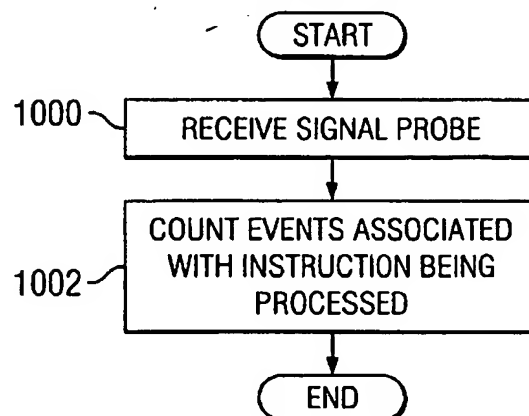 START
1000
RECEIVE SIGNAL PROBE
COUNT EVENTS ASSOCIATED
WITH INSTRUCTION BEING
PROCESSED
1002
END